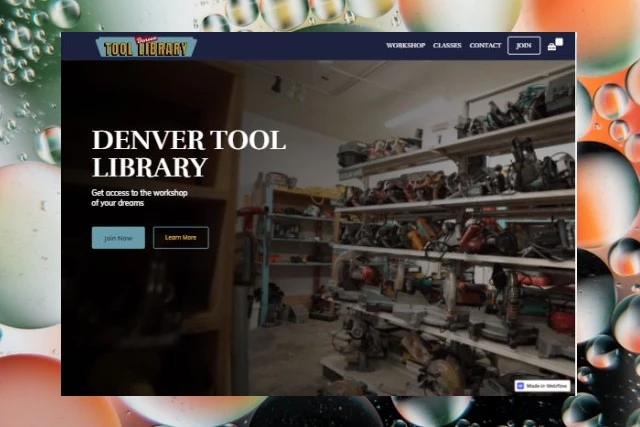 Denver
TOOL LIBRARY
WORKSHOP CLASSES CONTACT JOIN
DENVER TOOL
LIBRARY
Get access to the workshop
of your dreams
Join Now Learn More
Made in Webflow